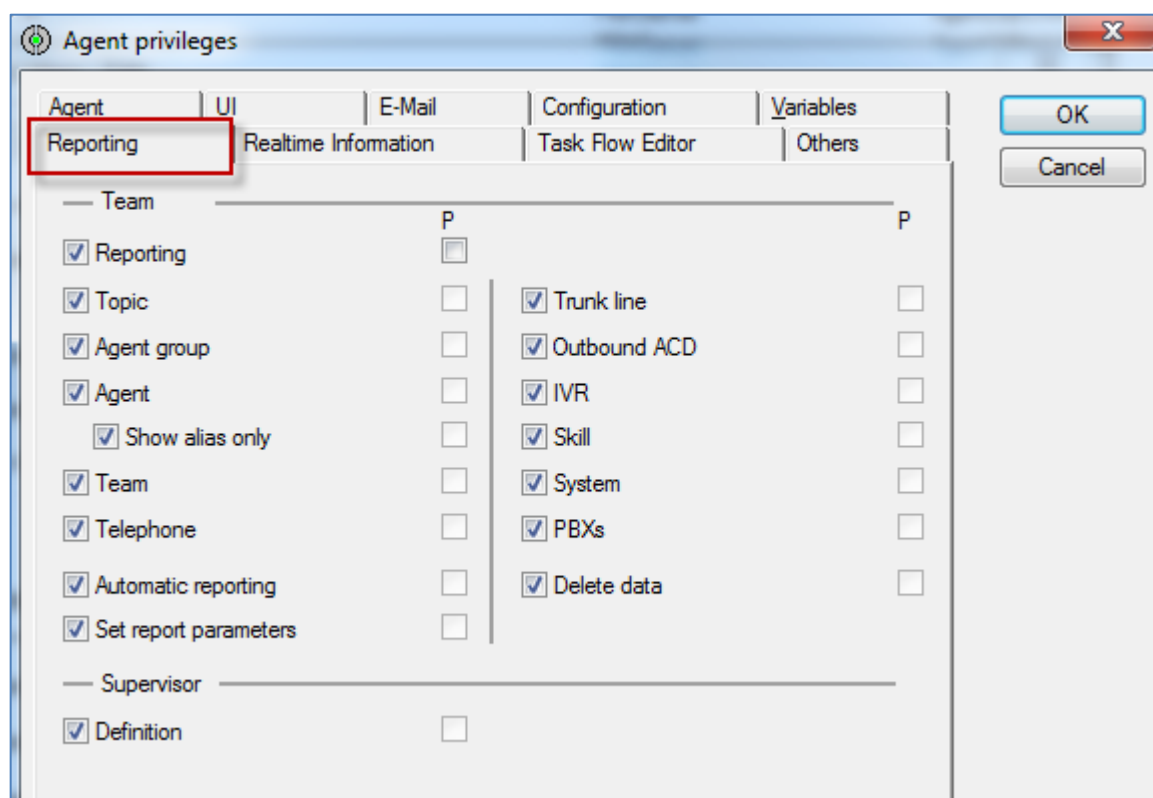 Agent privileges
X
Agent UI E-Mail Configuration Variables
OK
Reporting Realtime Information Task Flow Editor Others
Cancel
Team
P P
Reporting
Topic Trunk line
Agent group Outbound ACD
Agent IVR
Show alias only Skill
Team System
Telephone PBXs
Automatic reporting Delete data
Set report parameters
Supervisor
Definition